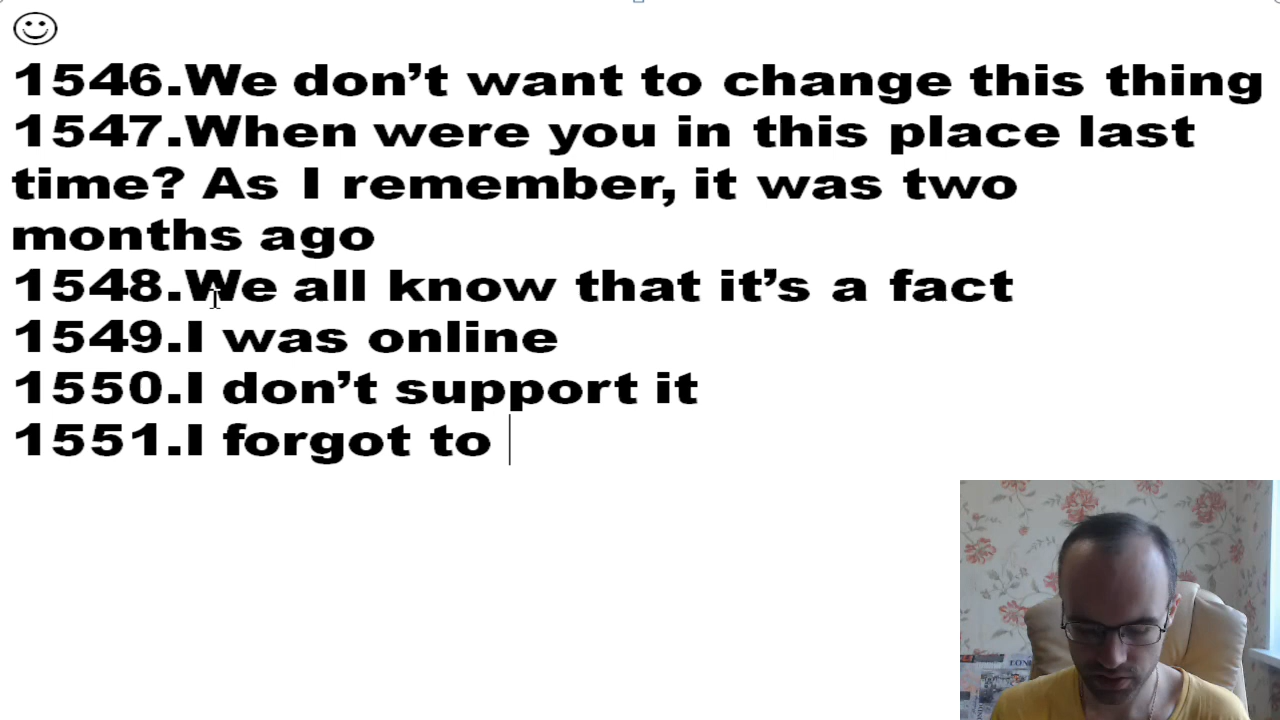 1546.We don’t want to change this thing
1547.When were you in this place last
time? As I remember, it was two
months ago
1548.We all know that it’s a fact
1549.I was online
1550.I don’t support it
1551.I forgot to